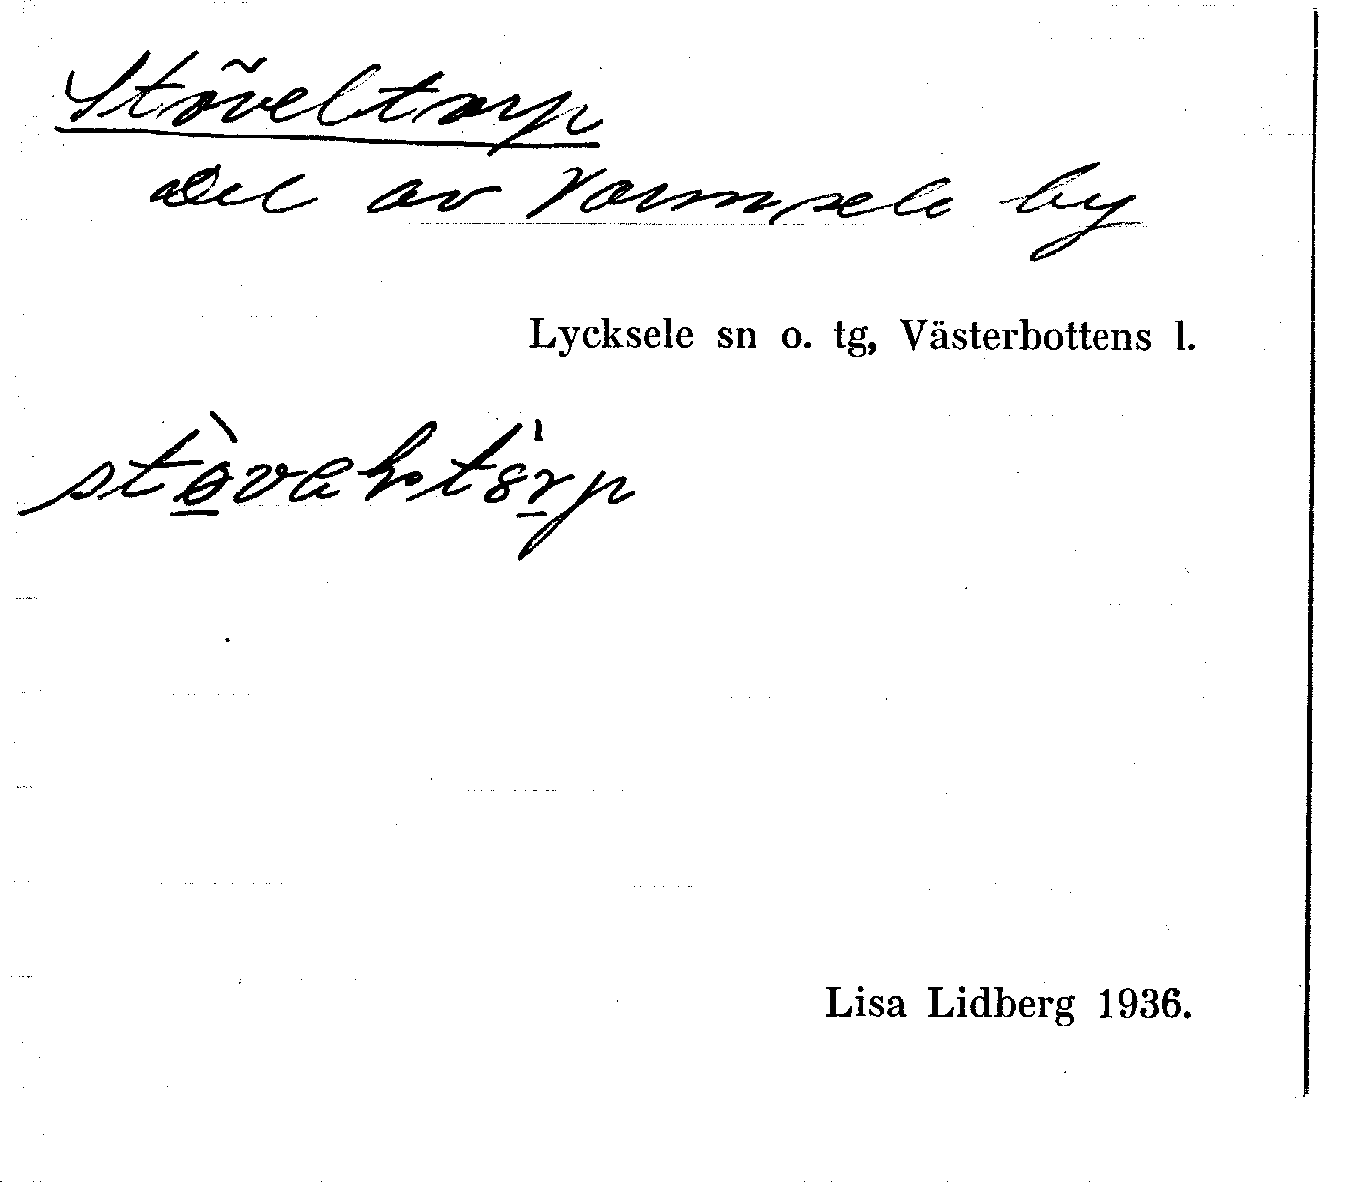 Stöveltorp
Del av Vormsele by
Lycksele sn o. tg, Västerbottens l.
Lisa Lidberg 1936.